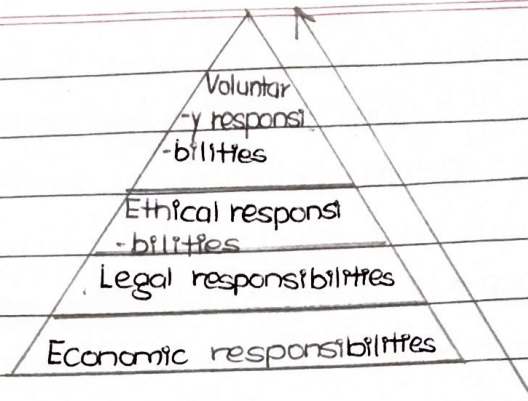 Voluntar
-y responsi
-bilities
Ethical responsi
-bilities
Legal responsibilities
Economic responsibilities